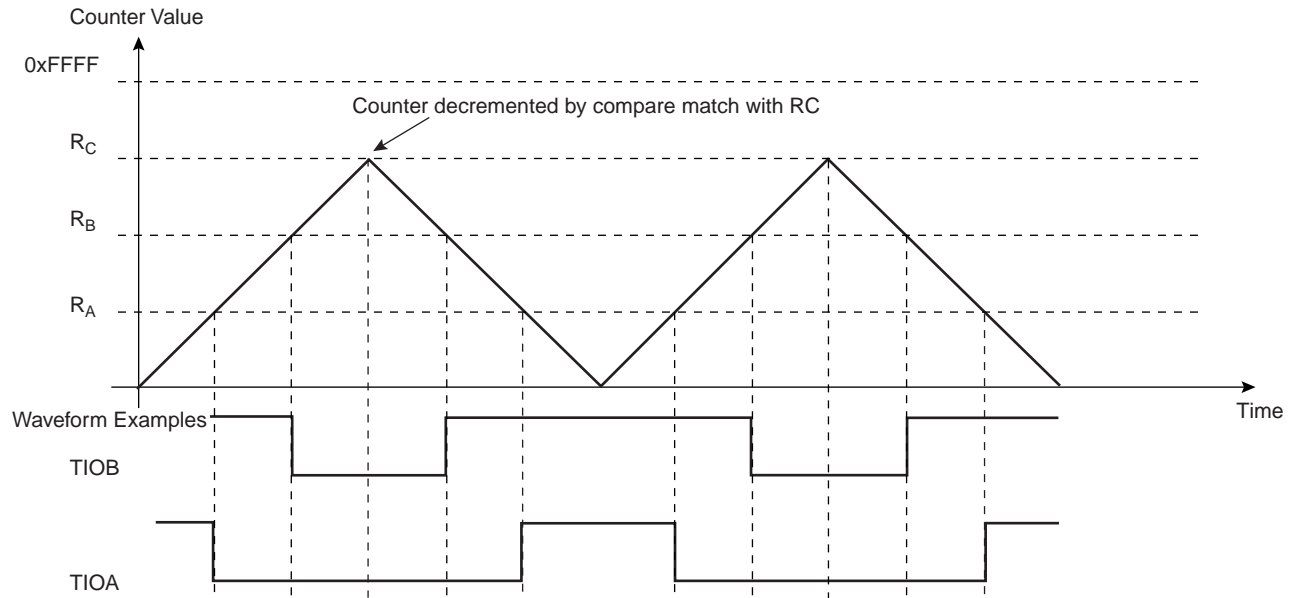 Counter Value
0xFFFF
Counter decremented by compare match with RC
RC
RB
RA
Time
Waveform Examples
TIOB
TIOA